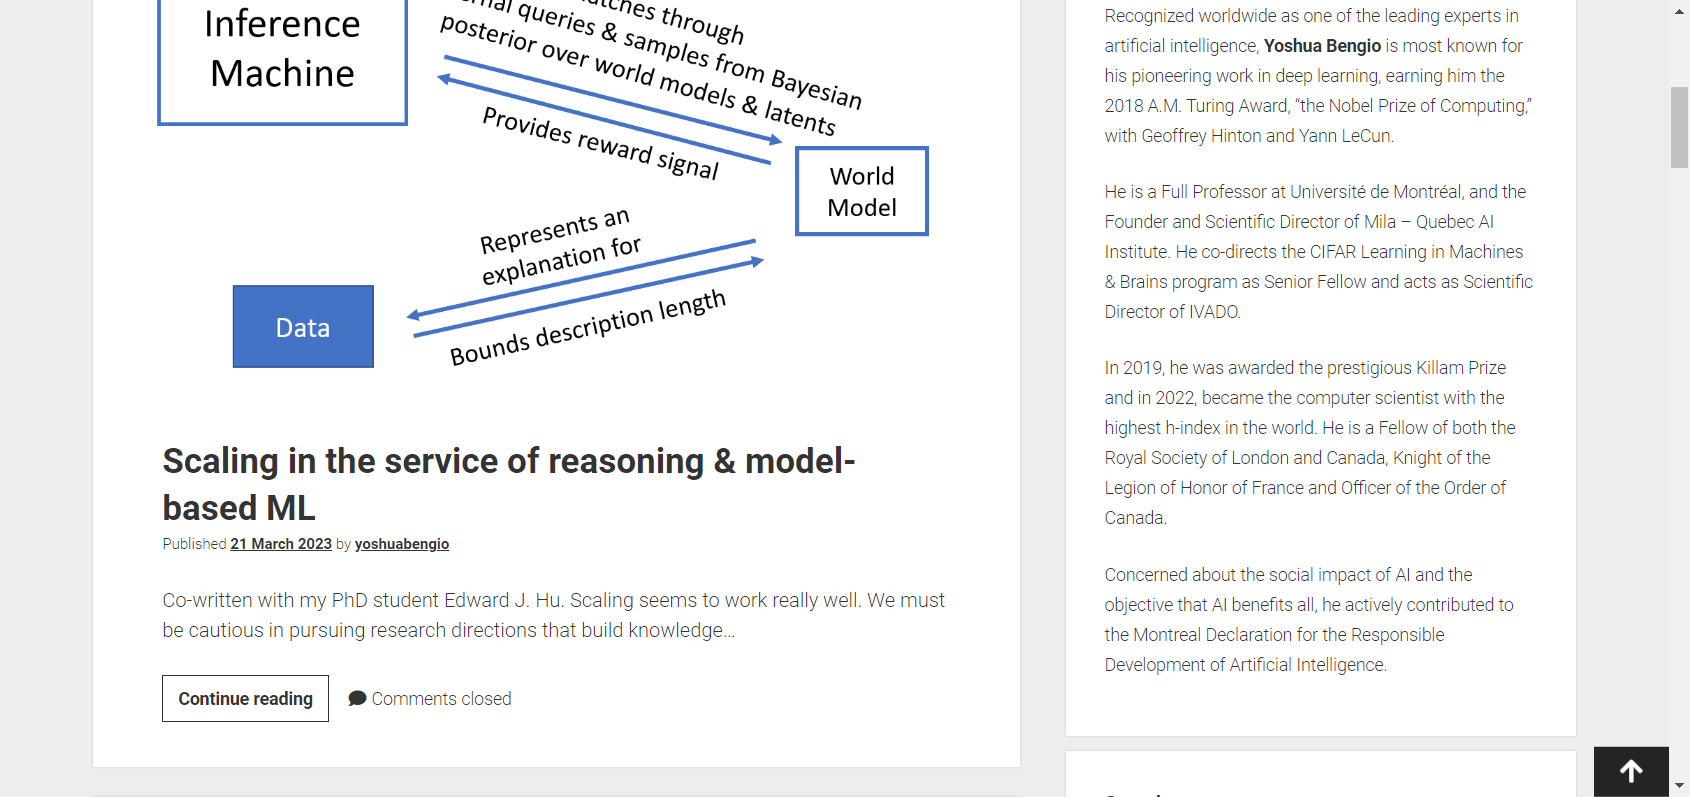 Inference
Machine
through
queries & samples from Bayesian
posterior over world models & latents
Provides reward signal
World
Model
Represents an
explanation for
Data
Bounds description length
Scaling in the service of reasoning & model-
based ML
Published 21 March 2023 by yoshuabengio
Co-written with my PhD student Edward J. Hu. Scaling seems to work really well. We must
be cautious in pursuing research directions that build knowledge…
Continue reading
Comments closed
Recognized worldwide as one of the leading experts in
artificial intelligence, Yoshua Bengio is most known for
his pioneering work in deep learning, earning him the
2018 A.M. Turing Award, “the Nobel Prize of Computing,”
with Geoffrey Hinton and Yann LeCun.
He is a Full Professor at Université de Montréal, and the
Founder and Scientific Director of Mila – Quebec AI
Institute. He co-directs the CIFAR Learning in Machines
& Brains program as Senior Fellow and acts as Scientific
Director of IVADO.
In 2019, he was awarded the prestigious Killam Prize
and in 2022, became the computer scientist with the
highest h-index in the world. He is a Fellow of both the
Royal Society of London and Canada, Knight of the
Legion of Honor of France and Officer of the Order of
Canada.
Concerned about the social impact of AI and the
objective that AI benefits all, he actively contributed to
the Montreal Declaration for the Responsible
Development of Artificial Intelligence.